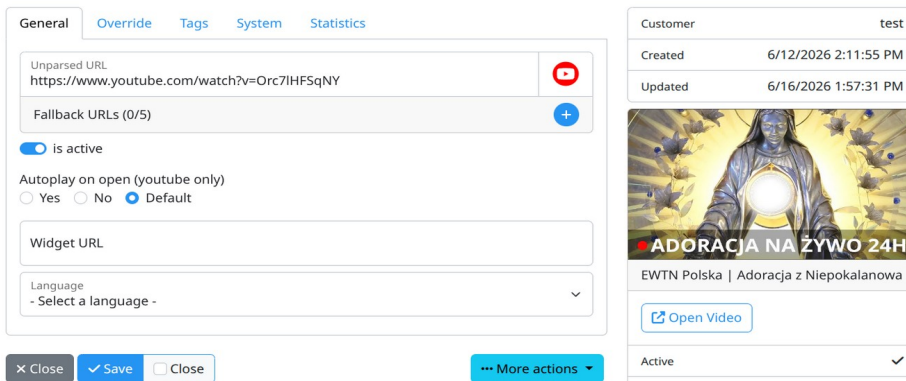 General Override Tags System Statistics
Unparsed URL
https://www.youtube.com/watch?v=Orc7lHFSqNY
Fallback URLs (0/5)
is active
Autoplay on open (youtube only)
Yes No Default
Widget URL
Language
- Select a language -
Close Save Close More actions
Customer test
Created 6/12/2026 2:11:55 PM
Updated 6/16/2026 1:57:31 PM
ADORACJA NA ŻYWO 24H
EWTN Polska | Adoracja z Niepokalanowa
Open Video
Active